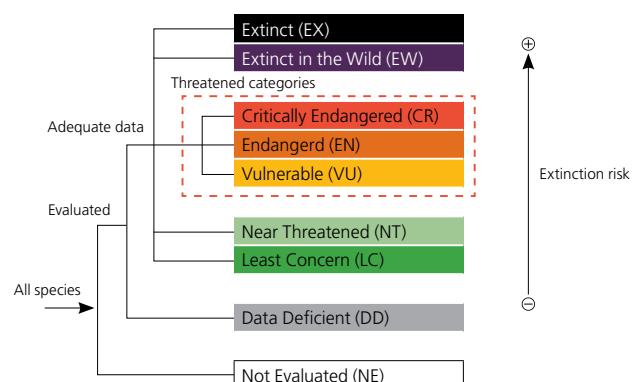 Extinct (EX)
Extinct in the Wild (EW)
Threatened categories
Critically Endangered (CR)
Adequate data
Endangerd (EN)
Vulnerable (VU)
Extinction risk
Evaluated
Near Threatened (NT)
Least Concern (LC)
All species
Data Deficient (DD)
Not Evaluated (NE)